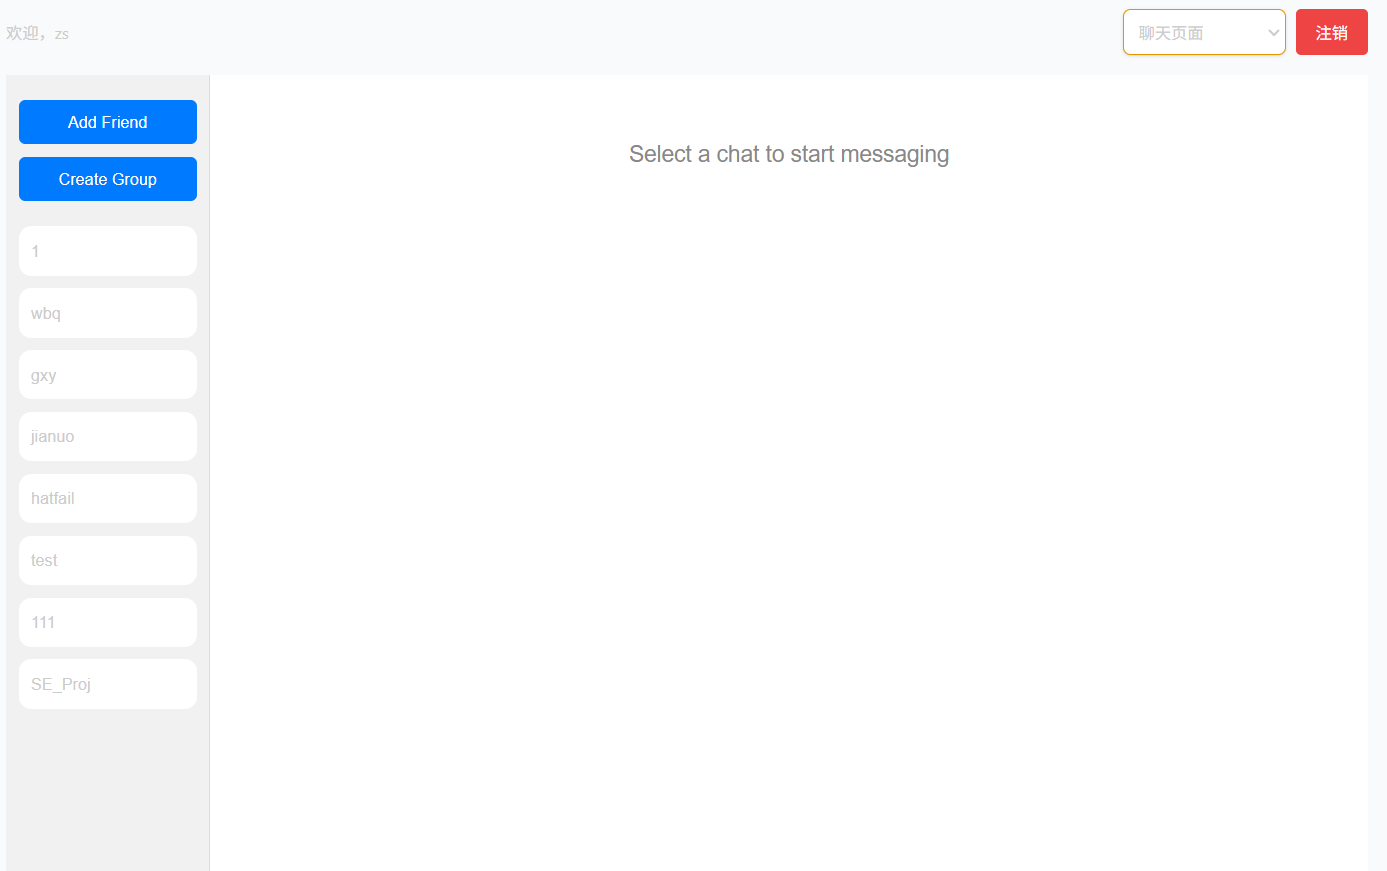 欢迎，zs
聊天页面
注销
Add Friend
Create Group
1
wbq
gxy
jianuo
hatfail
test
111
SE_Proj
Select a chat to start messaging